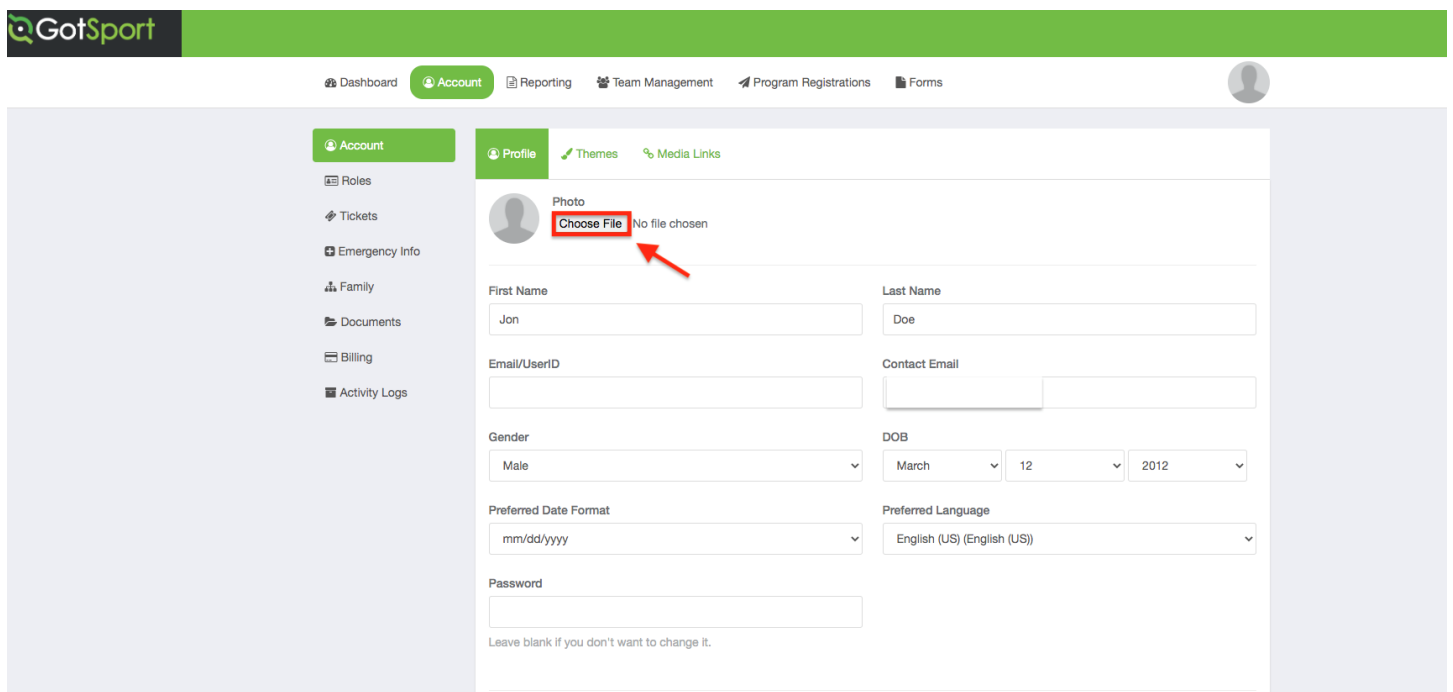 GotSport
Dashboard Account Reporting Team Management Program Registrations Forms
Account
Roles
Tickets
Emergency Info
Family
Documents
Billing
Activity Logs
Profile Themes Media Links
Photo
Choose File No file chosen
First Name Last Name
Jon Doe
Email/UserID Contact Email
Gender DOB
Male March 12 2012
Preferred Date Format Preferred Language
mm/dd/yyyy English (US) (English (US))
Password
Leave blank if you don't want to change it.